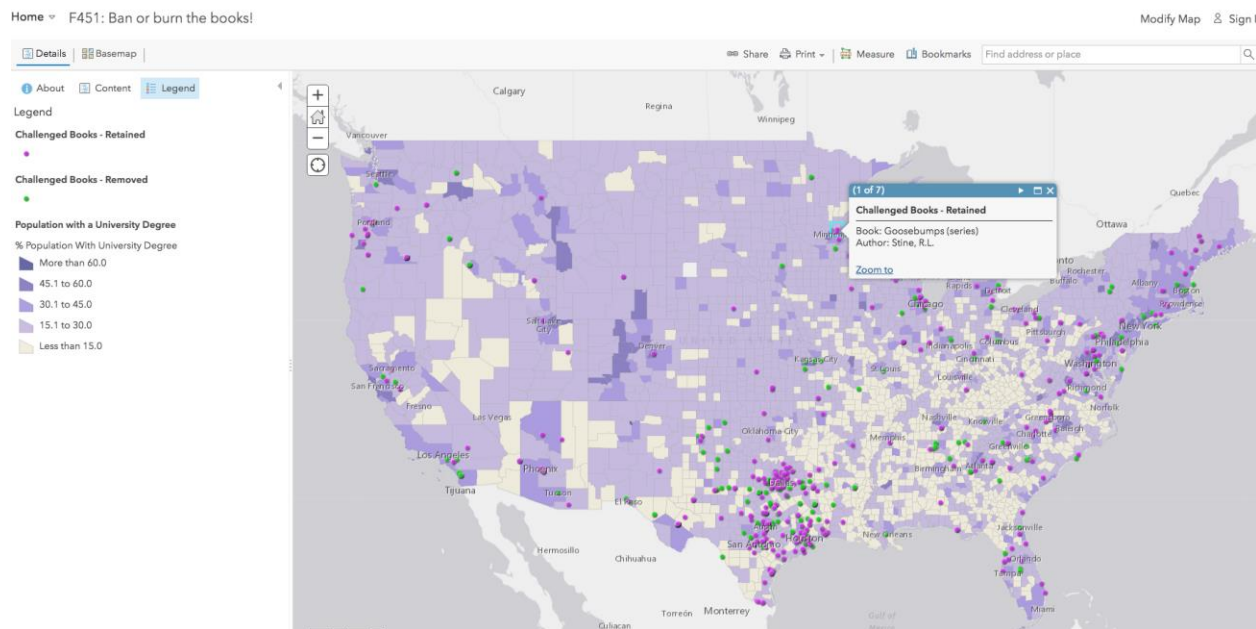 Home F451: Ban or burn the books!
Modify Map Sign
Details Basemap
Share Print Measure Bookmarks Find address or place
About Content Legend
Legend
Challenged Books - Retained
Challenged Books - Removed
Population with a University Degree
% Population With University Degree
More than 60.0
45.1 to 60.0
30.1 to 45.0
15.1 to 30.0
Less than 15.0
+
−
(1 of 7)
Challenged Books - Retained
Book: Goosebumps (series)
Author: Stine, R.L.
Zoom to
Calgary
Regina
Winnipeg
Vancouver
Seattle
Quebec
Ottawa
Portland
Rochester
Buffalo
Albany
Boston
Rapids
Detroit
Providence
Chicago
Cleveland
New York
Salt Lake
City
Pittsburgh
Philadelphia
Denver
Indianapolis
Columbus
Kansas City
Cincinnati
Washington
Sacramento
St Louis
San Francisco
Louisville
Richmond
Fresno
Norfolk
Las Vegas
Nashville
Knoxville
Greensboro
Raleigh
Oklahoma City
Memphis
Charlotte
Los Angeles
Greenville
Phoenix
Birmingham
Atlanta
Tijuana
Tucson
Dallas
El Paso
Jacksonville
Austin
San Antonio
Houston
New Orleans
Hermosillo
Chihuahua
Orlando
Tampa
Torreón
Monterrey
Miami
Gulf of
Culiacan